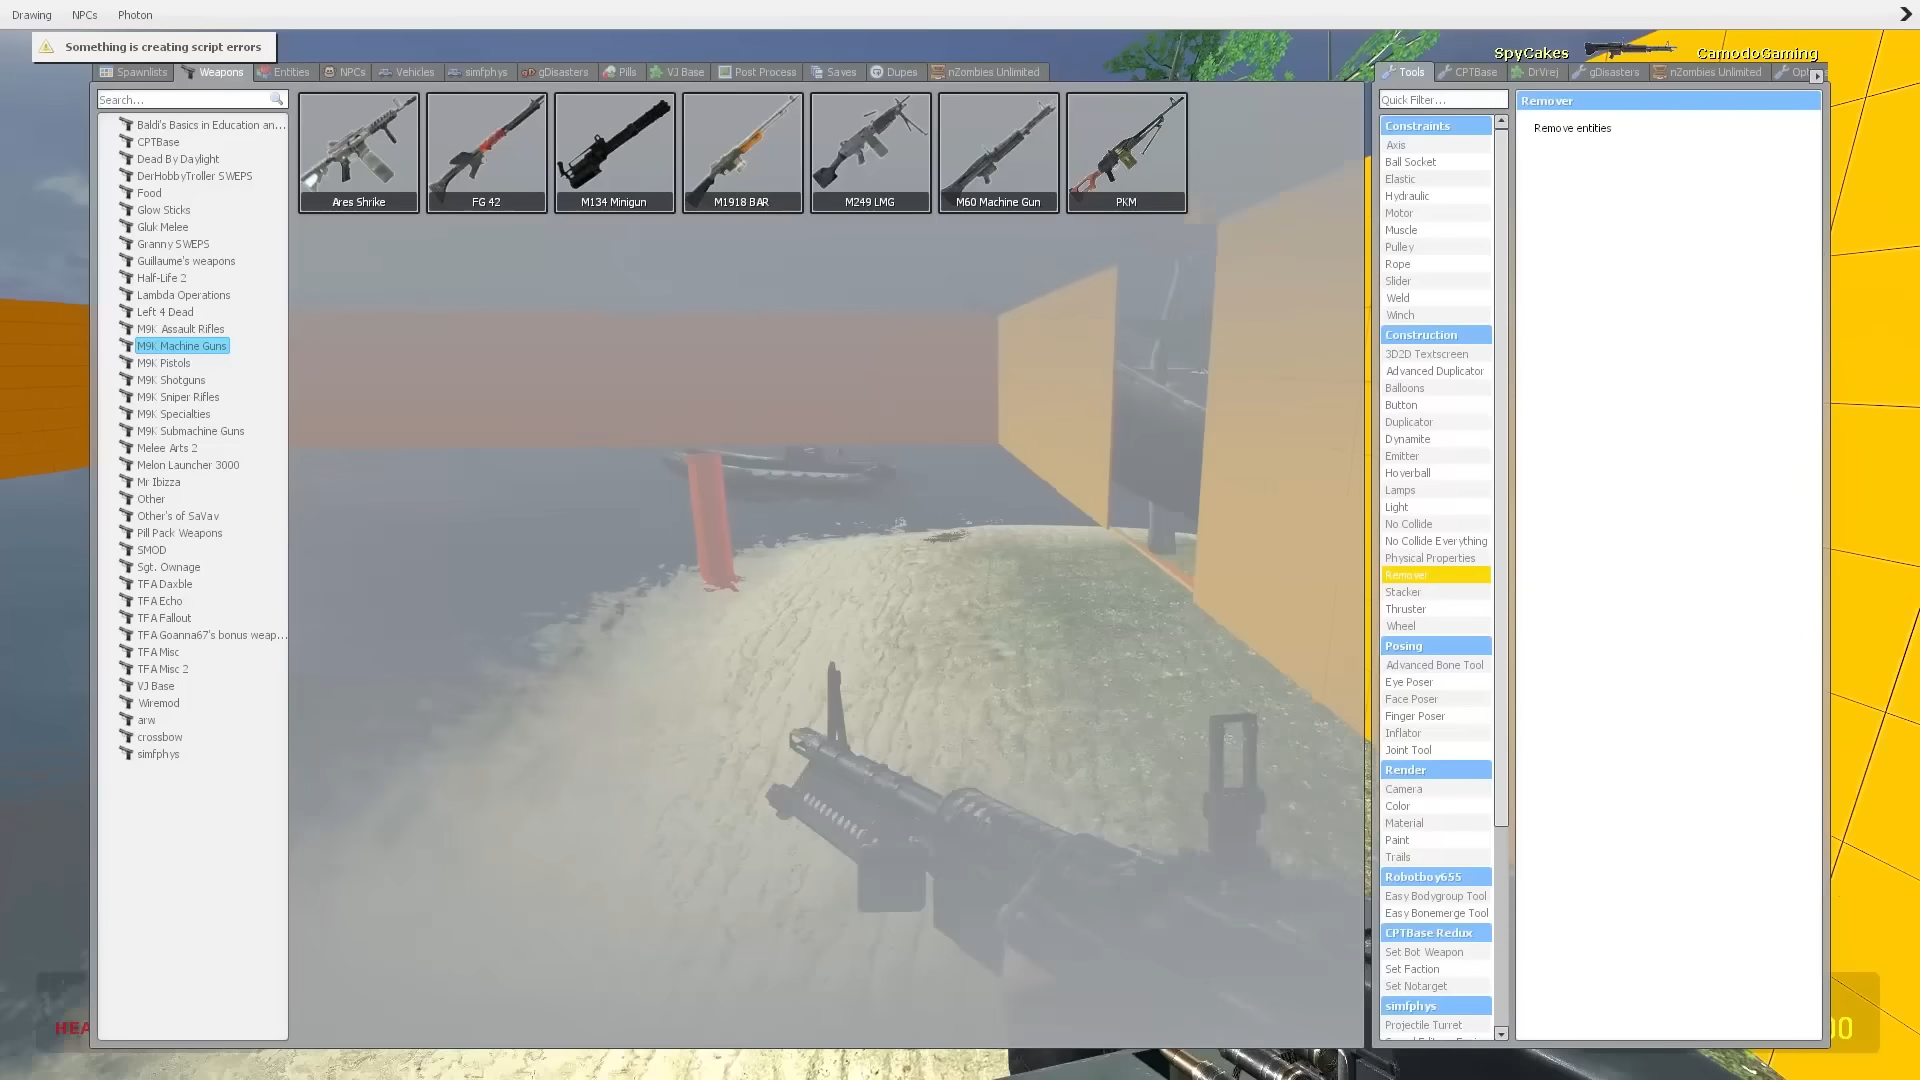 Drawing NPCs Photon
Something is creating script errors
SpyCakes CamodoGaming
Spawnlists Weapons Entities NPCs Vehicles simfphys gDisasters Pills VJ Base Post Process Saves Dupes nZombies Unlimited
Tools CPTBase DrVrej gDisasters nZombies Unlimited
Search...
Baldi's Basics in Education an...
CPTBase
Dead By Daylight
DerHobbyTroller SWEPS
Food
Glow Sticks
Gluk Melee
Granny SWEPS
Guillaume's weapons
Half-Life 2
Lambda Operations
Left 4 Dead
M9K Assault Rifles
M9K Machine Guns
M9K Pistols
M9K Shotguns
M9K Sniper Rifles
M9K Specialties
M9K Submachine Guns
Melee Arts 2
Melon Launcher 3000
Mr Ibizza
Other
Other's of SaVav
Pill Pack Weapons
SMOD
Sgt. Ownage
TFA Daxble
TFA Echo
TFA Fallout
TFA Goanna67's bonus weap...
TFA Misc
TFA Misc 2
VJ Base
Wiremod
arw
crossbow
simfphys
Ares Shrike
FG 42
M134 Minigun
M1918 BAR
M249 LMG
M60 Machine Gun
PKM
Quick Filter...
Constraints
Axis
Ball Socket
Elastic
Hydraulic
Motor
Muscle
Pulley
Rope
Slider
Weld
Winch
Construction
3D2D Textscreen
Advanced Duplicator
Balloons
Button
Duplicator
Dynamite
Emitter
Hoverball
Lamps
Light
No Collide
No Collide Everything
Physical Properties
Remover
Stacker
Thruster
Wheel
Posing
Advanced Bone Tool
Eye Poser
Face Poser
Finger Poser
Inflator
Joint Tool
Render
Camera
Color
Material
Paint
Trails
Robotboy655
Easy Bodygroup Tool
Easy Bonemerge Tool
CPTBase Redux
Set Bot Weapon
Set Faction
Set Notarget
simfphys
Projectile Turret
Remover
Remove entities
HEA
00